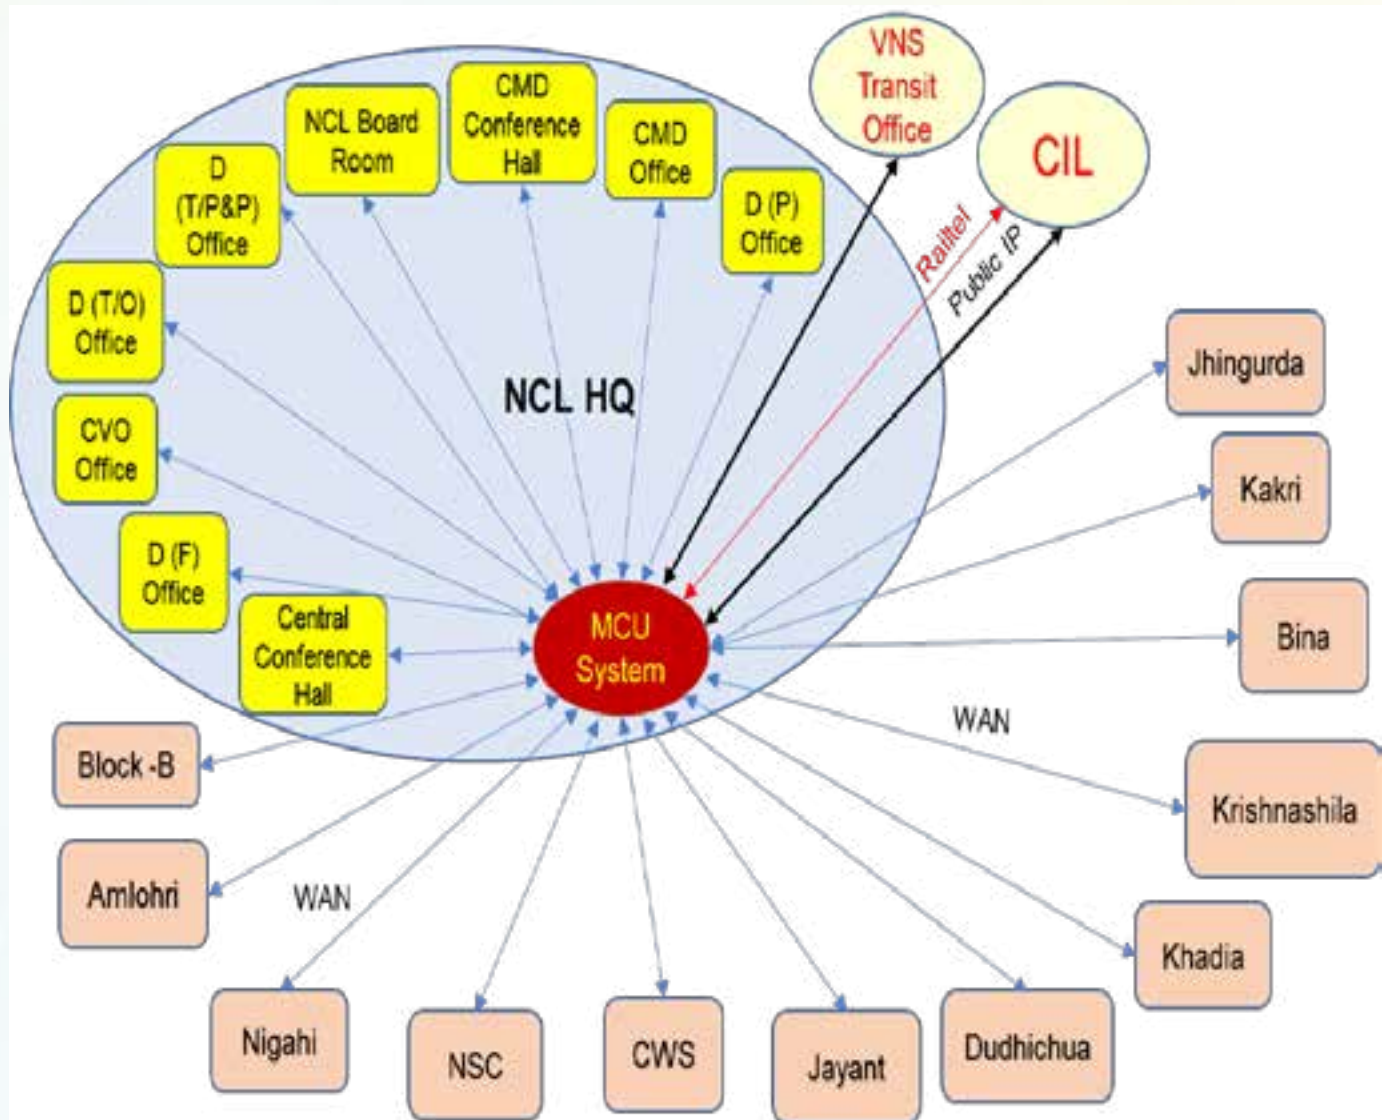 VNS
Transit
Office
CIL
CMD
Conference
Hall
NCL Board
Room
CMD
Office
D
(T/P&P)
Office
D (P)
Office
Railtel
Public IP
D (T/O)
Office
NCL HQ
CVO
Office
D (F)
Office
Central
Conference
Hall
MCU
System
Jhingurda
Kakri
Bina
WAN
Krishnashila
Khadia
Block -B
Amlohri
WAN
Nigahi
NSC
CWS
Jayant
Dudhichua